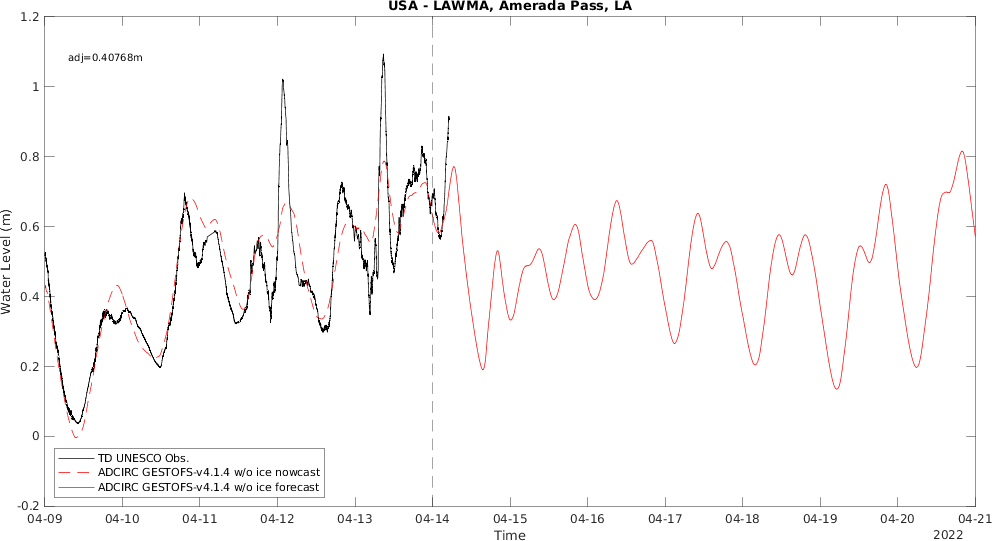 USA - LAWMA, Amerada Pass, LA
adj=0.40768m
1.2
1
0.8
0.6
0.4
0.2
0
-0.2
Water Level (m)
TD UNESCO Obs.
ADCIRC GESTOFS-v4.1.4 w/o ice nowcast
ADCIRC GESTOFS-v4.1.4 w/o ice forecast
04-09 04-10 04-11 04-12 04-13 04-14 04-15 04-16 04-17 04-18 04-19 04-20 04-21
Time
2022